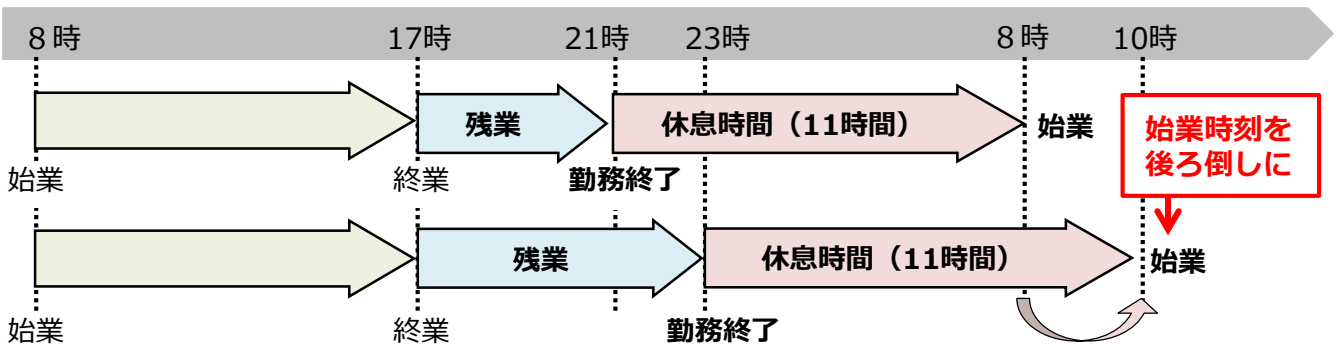 ８時 17時 21時 23時 ８時 10時
残業 休息時間（11時間） 始業
始業時刻を
後ろ倒しに
始業 終業 勤務終了
残業 休息時間（11時間） 始業
始業 終業 勤務終了